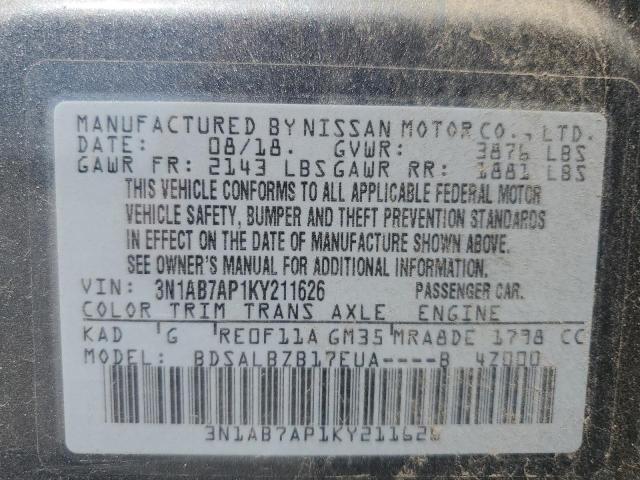 MANUFACTURED BY NISSAN MOTOR CO., LTD.
DATE: 08/18. GVWR: 3876 LBS
GAWR FR: 2143 LBS GAWR RR: 1881 LBS
THIS VEHICLE CONFORMS TO ALL APPLICABLE FEDERAL MOTOR
VEHICLE SAFETY, BUMPER AND THEFT PREVENTION STANDARDS
IN EFFECT ON THE DATE OF MANUFACTURE SHOWN ABOVE.
SEE OWNER'S MANUAL FOR ADDITIONAL INFORMATION.
VIN: 3N1AB7AP1KY211626 PASSENGER CAR.
COLOR TRIM TRANS AXLE ENGINE
KAD G RE0F11A GM35 MRA8DE 1798 CC
MODEL: BDSALBZB17EUA----B 4Z000
3N1AB7AP1KY211626